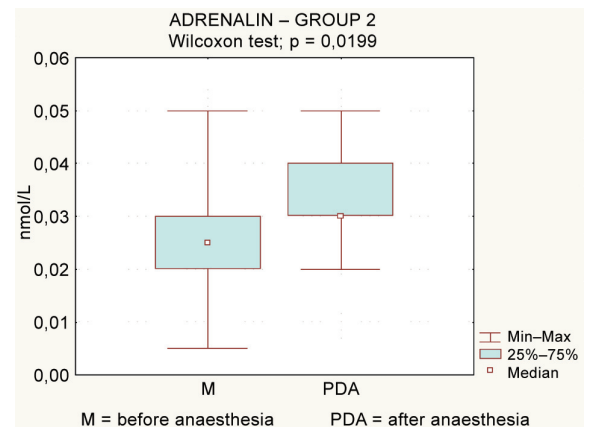 ADRENALIN – GROUP 2
Wilcoxon test; p = 0,0199
0,06
0,05
0,04
0,03
0,02
0,01
0,00
nmol/L
M
PDA
Min–Max
25%–75%
Median
M = before anaesthesia
PDA = after anaesthesia